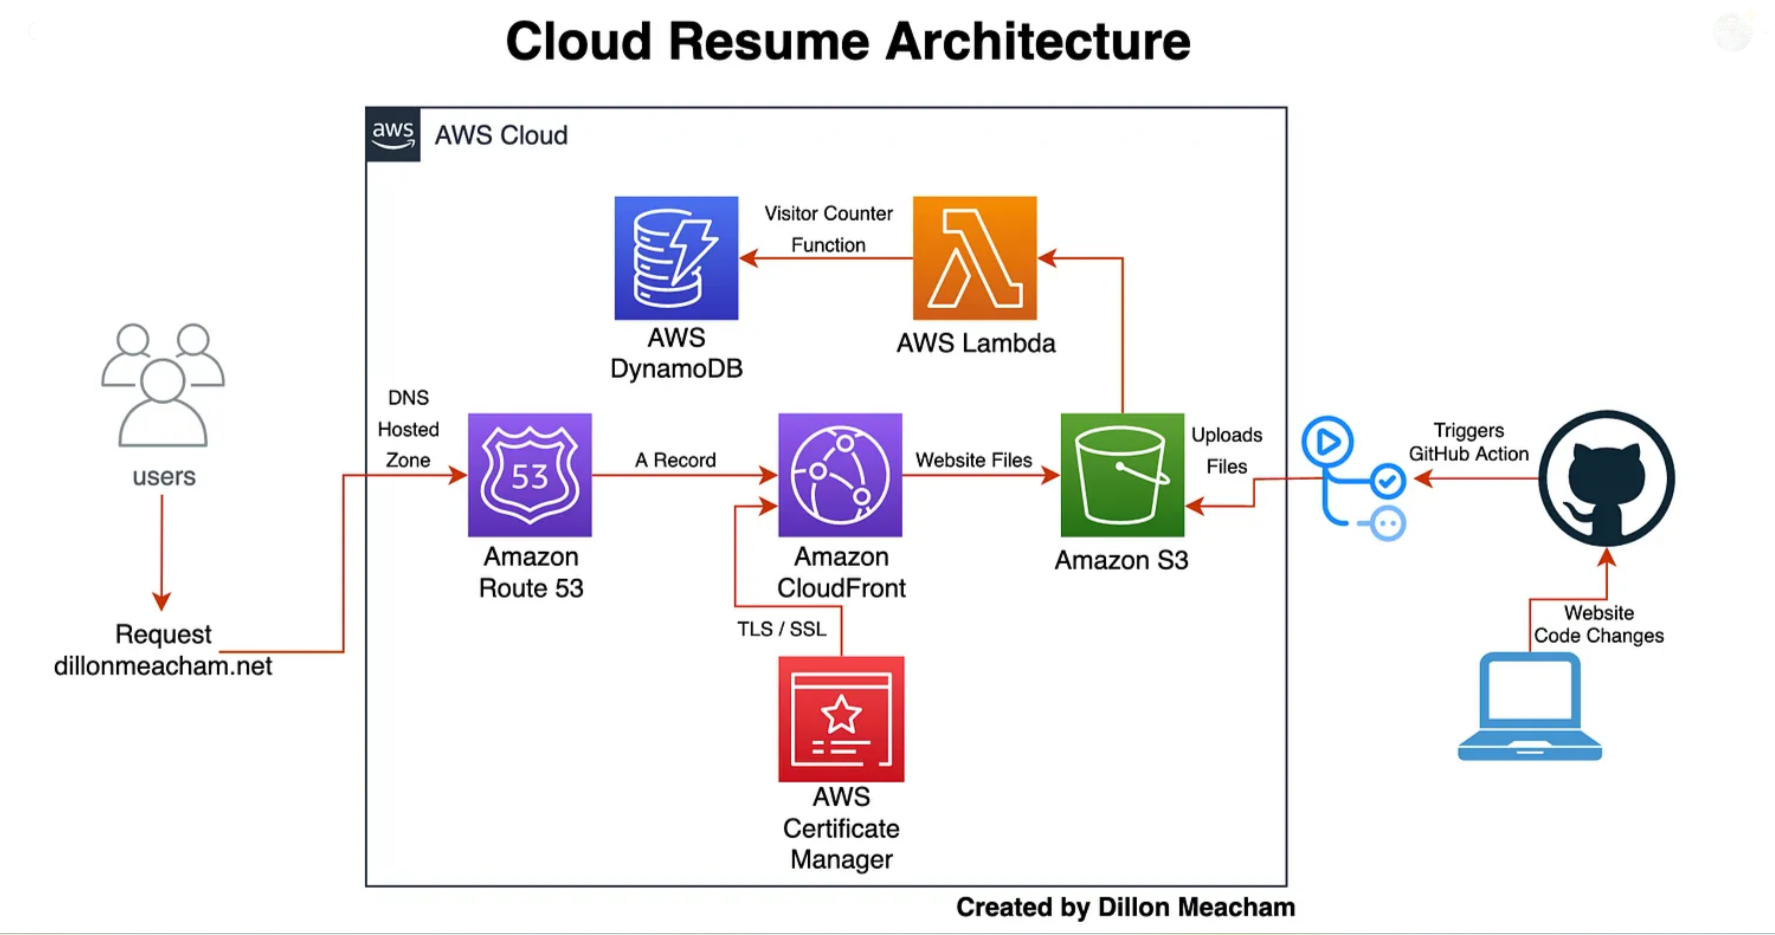 Cloud Resume Architecture
aws
AWS Cloud
Visitor Counter
Function
AWS
DynamoDB
AWS Lambda
users
Request
dillonmeacham.net
DNS
Hosted
Zone
53
Amazon
Route 53
A Record
Amazon
CloudFront
Website Files
Amazon S3
Uploads
Files
Triggers
GitHub Action
Website
Code Changes
TLS / SSL
AWS
Certificate
Manager
Created by Dillon Meacham